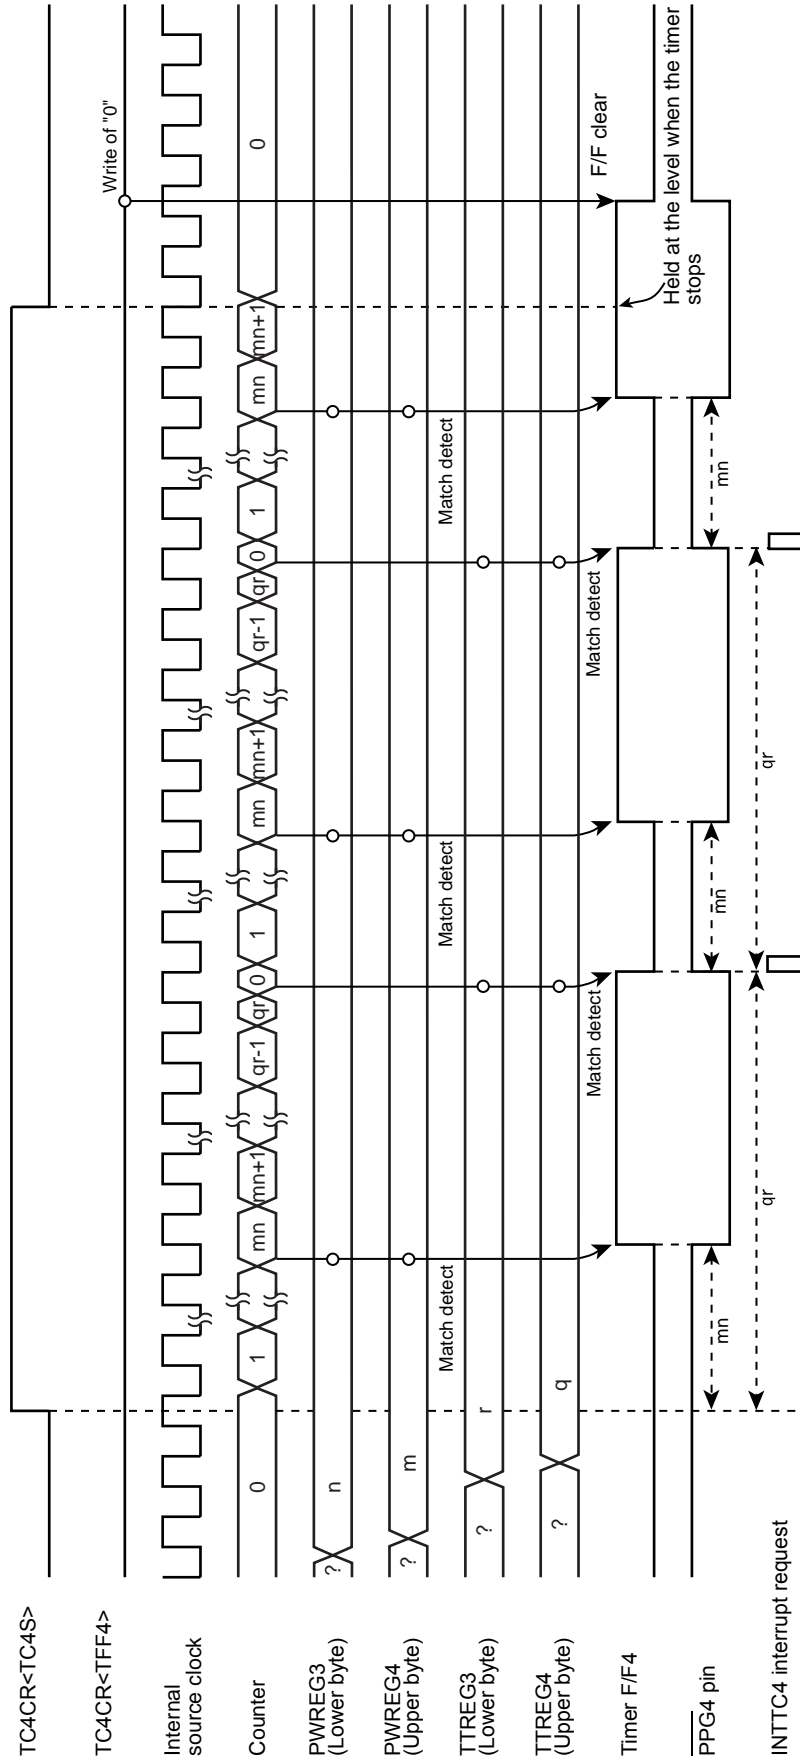 TC4CR<TC4S>
TC4CR<TFF4>
Write of "0"
Internal
source clock
Counter
0
1
mn
mn+1
qr-1
qr
0
1
mn
mn+1
qr-1
qr
0
1
mn
mn+1
0
PWREG3
(Lower byte)
?
n
PWREG4
(Upper byte)
?
m
Match detect
Match detect
Match detect
TTREG3
(Lower byte)
?
r
TTREG4
(Upper byte)
?
q
Match detect
Match detect
F/F clear
Timer F/F4
Held at the level when the timer
stops
PPG4 pin
mn
mn
mn
qr
qr
INTTC4 interrupt request